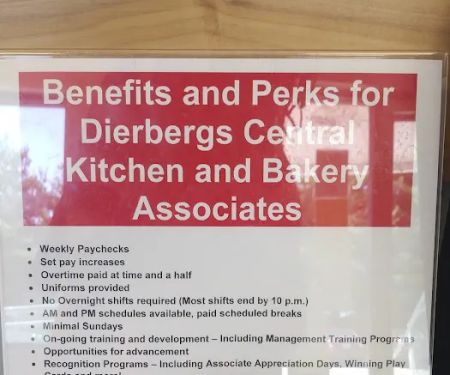 Benefits and Perks for
Dierbergs Central
Kitchen and Bakery
Associates
• Weekly Paychecks
• Set pay increases
• Overtime paid at time and a half
• Uniforms provided
• No Overnight shifts required (Most shifts end by 10 p.m.)
• AM and PM schedules available, paid scheduled breaks
• Minimal Sundays
• On-going training and development – Including Management Training Programs
• Opportunities for advancement
• Recognition Programs – Including Associate Appreciation Days, Winning Play
Cards and more!